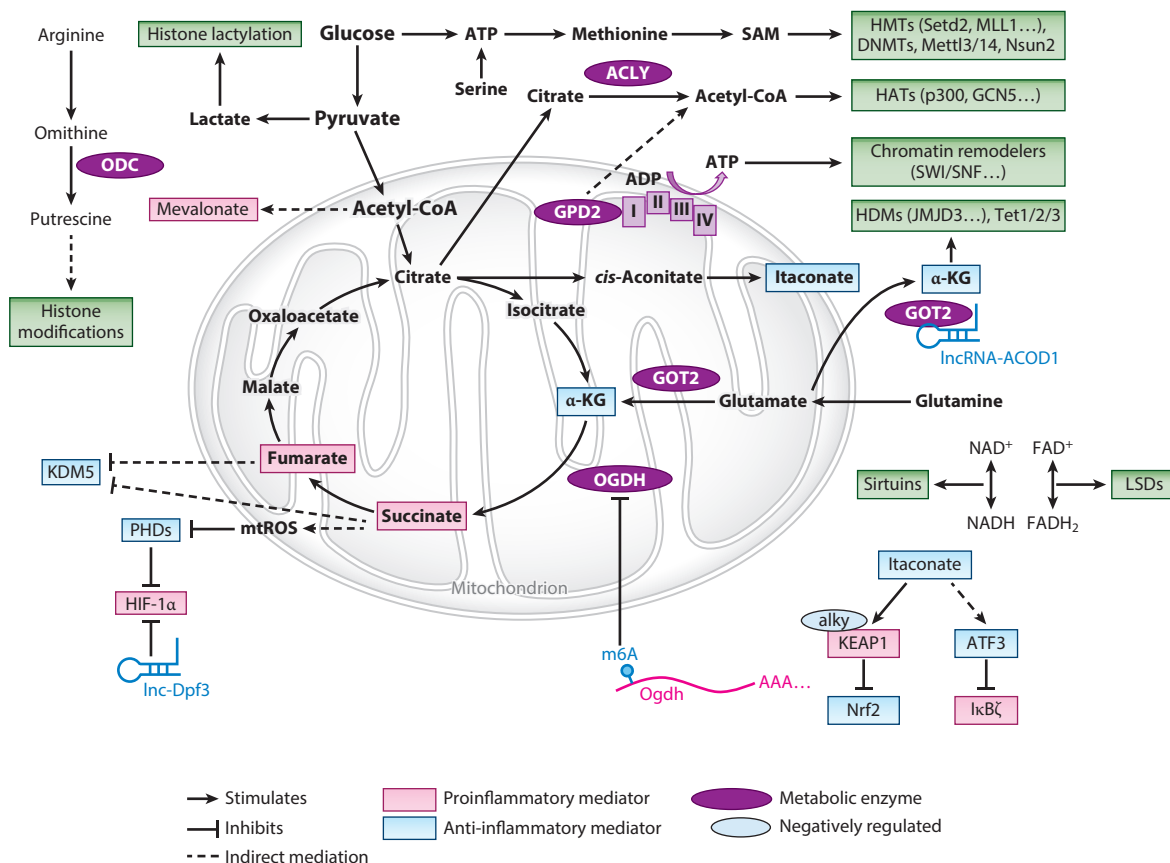 Arginine
Histone lactylation
Glucose
ATP
Methionine
SAM
HMTs (Setd2, MLL1…),
DNMTs, Mettl3/14, Nsun2
Serine
ACLY
Citrate
Acetyl-CoA
HATs (p300, GCN5…)
Omithine
Lactate
Pyruvate
ODC
ADP
ATP
Chromatin remodelers
(SWI/SNF…)
Putrescine
Mevalonate
Acetyl-CoA
GPD2
I
II
III
IV
HDMs (JMJD3…), Tet1/2/3
Citrate
cis-Aconitate
Itaconate
α-KG
Histone
modifications
Oxaloacetate
Isocitrate
GOT2
lncRNA-ACOD1
Malate
α-KG
GOT2
Glutamate
Glutamine
KDM5
Fumarate
OGDH
NAD+
FAD+
Sirtuins
LSDs
NADH
FADH2
PHDs
mtROS
Succinate
Mitochondrion
Itaconate
HIF-1α
alky
KEAP1
ATF3
lnc-Dpf3
m6A
Ogdh
AAA…
Nrf2
IκBζ
Stimulates
Proinflammatory mediator
Metabolic enzyme
Inhibits
Anti-inflammatory mediator
Negatively regulated
Indirect mediation